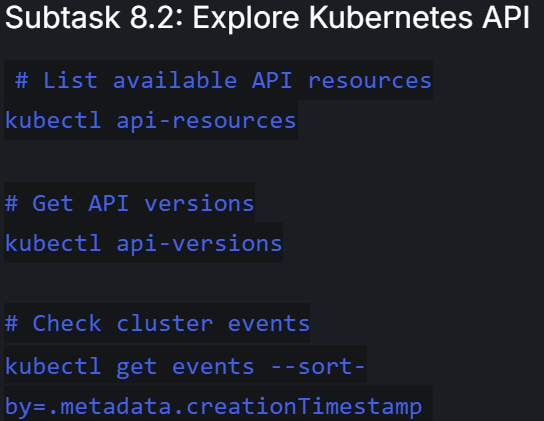 Subtask 8.2: Explore Kubernetes API
# List available API resources
kubectl api-resources
# Get API versions
kubectl api-versions
# Check cluster events
kubectl get events --sort-
by=.metadata.creationTimestamp